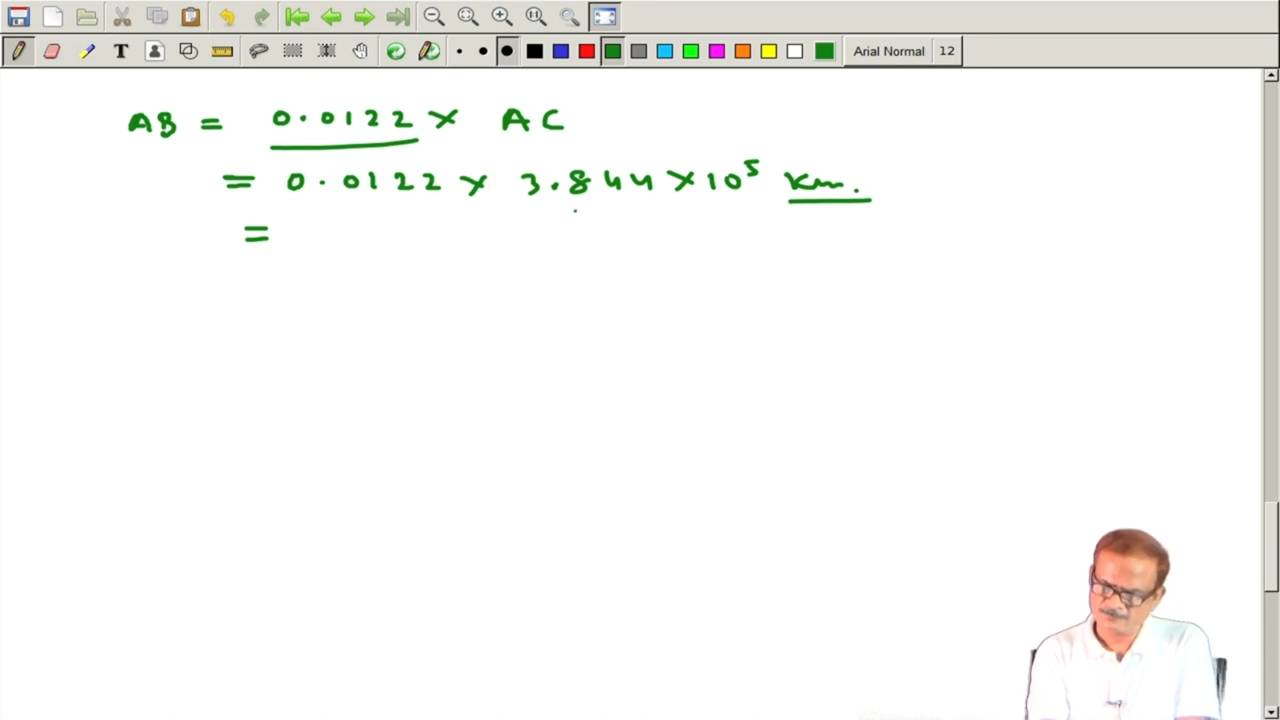 T
Arial Normal 12
AB = 0.0122 × AC
= 0.0122 × 3.844 × 10⁵ km.
=